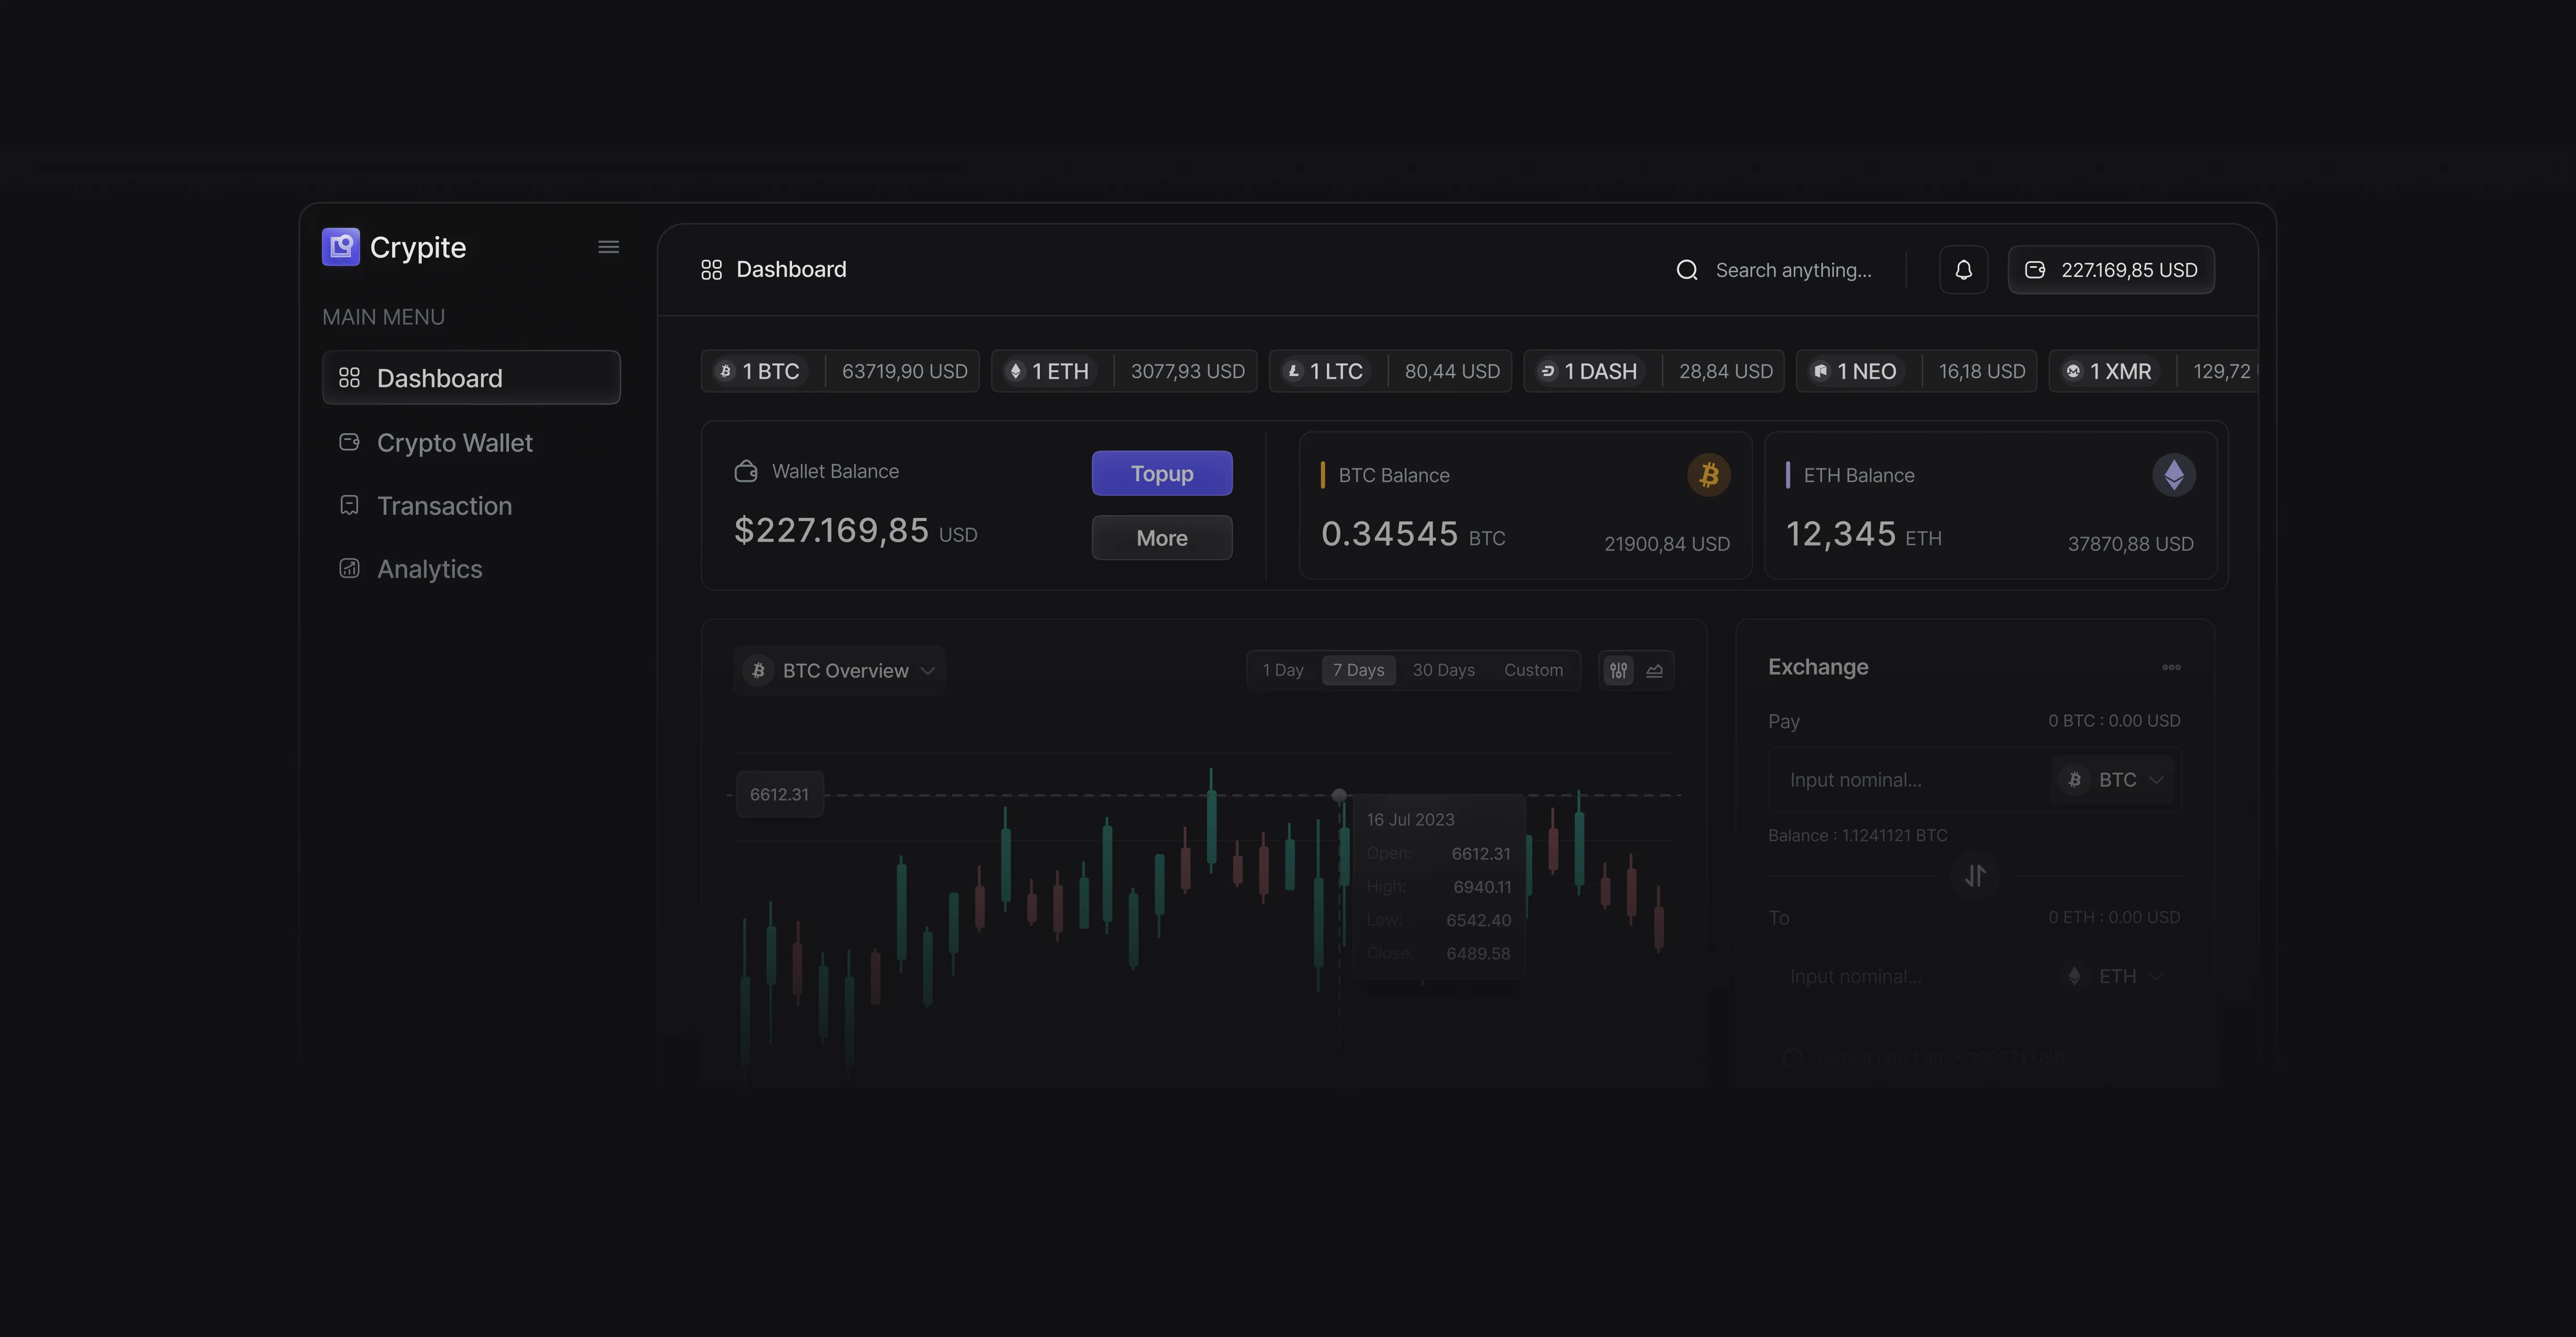 Crypite
MAIN MENU
Dashboard
Crypto Wallet
Transaction
Analytics
Dashboard
Search anything...
227.169,85 USD
1 BTC 63719,90 USD
1 ETH 3077,93 USD
1 LTC 80,44 USD
1 DASH 28,84 USD
1 NEO 16,18 USD
1 XMR 129,72
Wallet Balance
$227.169,85 USD
Topup
More
BTC Balance
0.34545 BTC
21900,84 USD
ETH Balance
12,345 ETH
37870,88 USD
BTC Overview
1 Day
7 Days
30 Days
Custom
6612.31
16 Jul 2023
Open: 6612.31
High: 6940.11
Low: 6542.40
Close: 6489.58
Exchange
Pay
0 BTC : 0.00 USD
Input nominal...
BTC
Balance : 1.1241121 BTC
To
0 ETH : 0.00 USD
Input nominal...
ETH